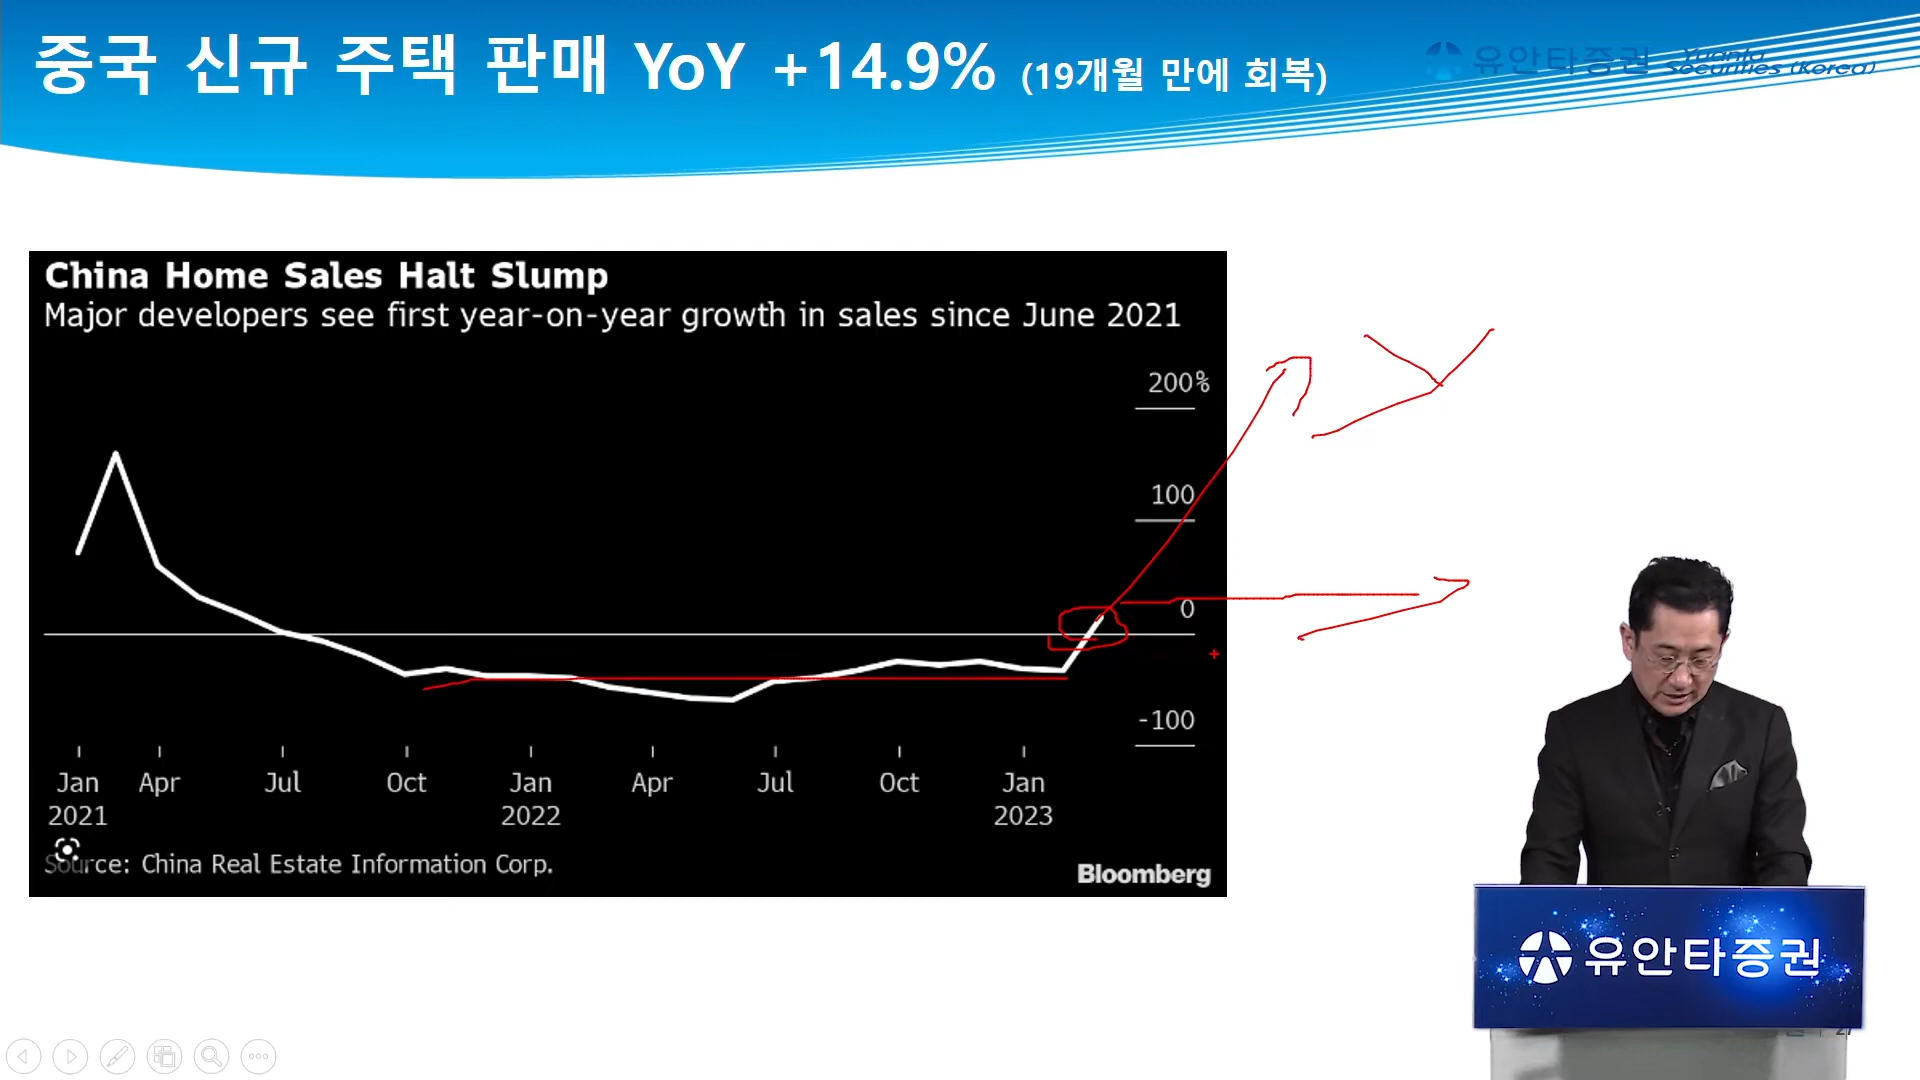 중국 신규 주택 판매 YoY +14.9% (19개월 만에 회복)
유안타증권 Yuanta Securities (Korea)
China Home Sales Halt Slump
Major developers see first year-on-year growth in sales since June 2021
200%
100
0
-100
Jan Apr Jul Oct Jan Apr Jul Oct Jan
2021 2022 2023
Source: China Real Estate Information Corp.
Bloomberg
유안타증권